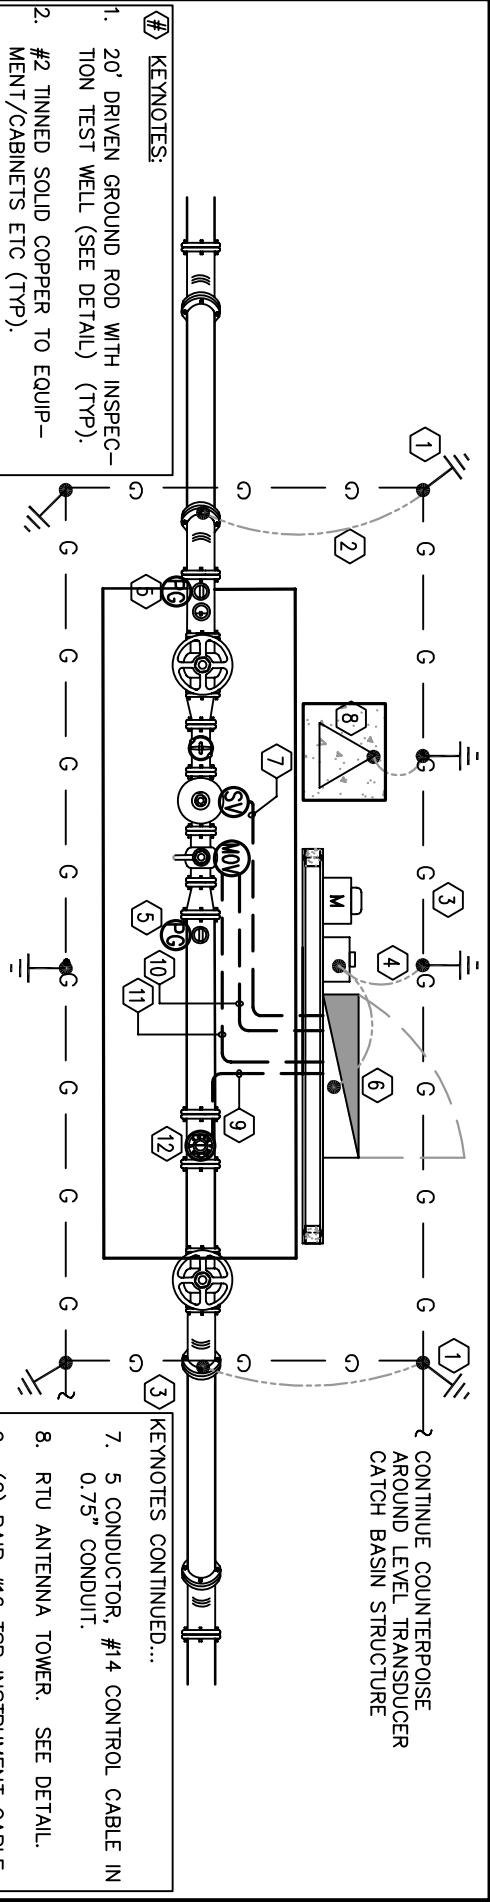 # KEYNOTES:
1. 20' DRIVEN GROUND ROD WITH INSPEC-
TION TEST WELL (SEE DETAIL) (TYP).
2. #2 TINNED SOLID COPPER TO EQUIP-
MENT/CABINETS ETC (TYP).
1
G G G G G G G G
CONTINUE COUNTERPOISE
AROUND LEVEL TRANSDUCER
CATCH BASIN STRUCTURE
1
2
8
3
4
M
6
7
G G G
G G G
5
PG
SV
MOV
5
PG
10
11
9
12
3
G G G G G G G G
KEYNOTES CONTINUED...
7. 5 CONDUCTOR, #14 CONTROL CABLE IN
0.75" CONDUIT.
8. RTU ANTENNA TOWER. SEE DETAIL.